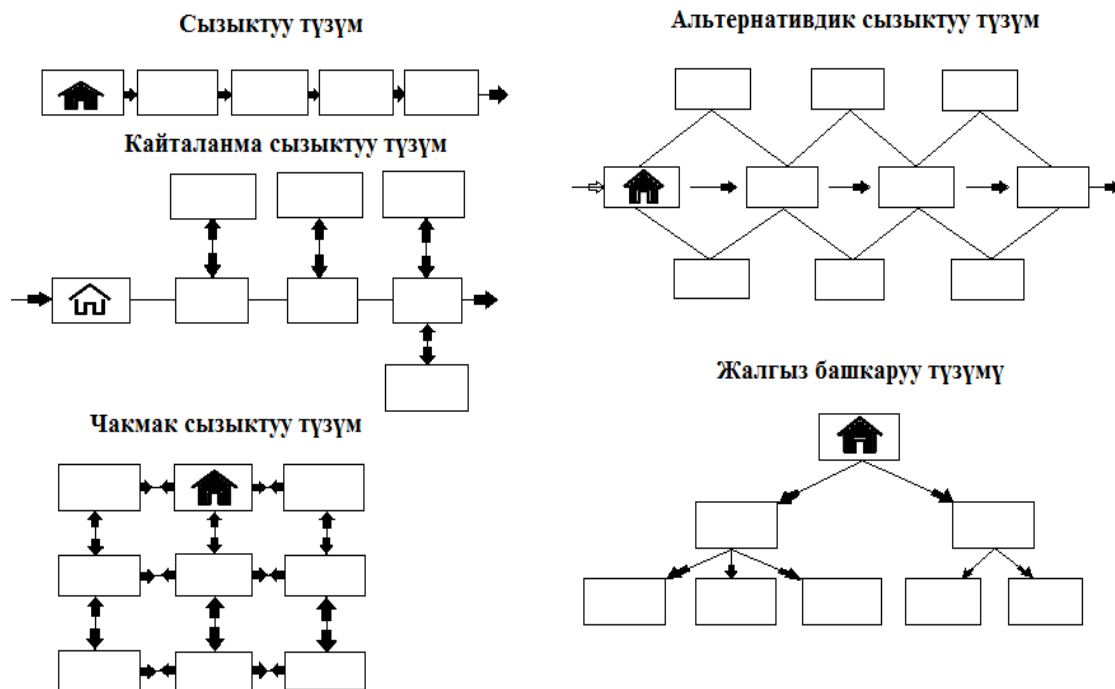 Сызыктуу түзүм
Альтернативдик сызыктуу түзүм
Кайталанма сызыктуу түзүм
Жалгыз башкаруу түзүмү
Чакмак сызыктуу түзүм